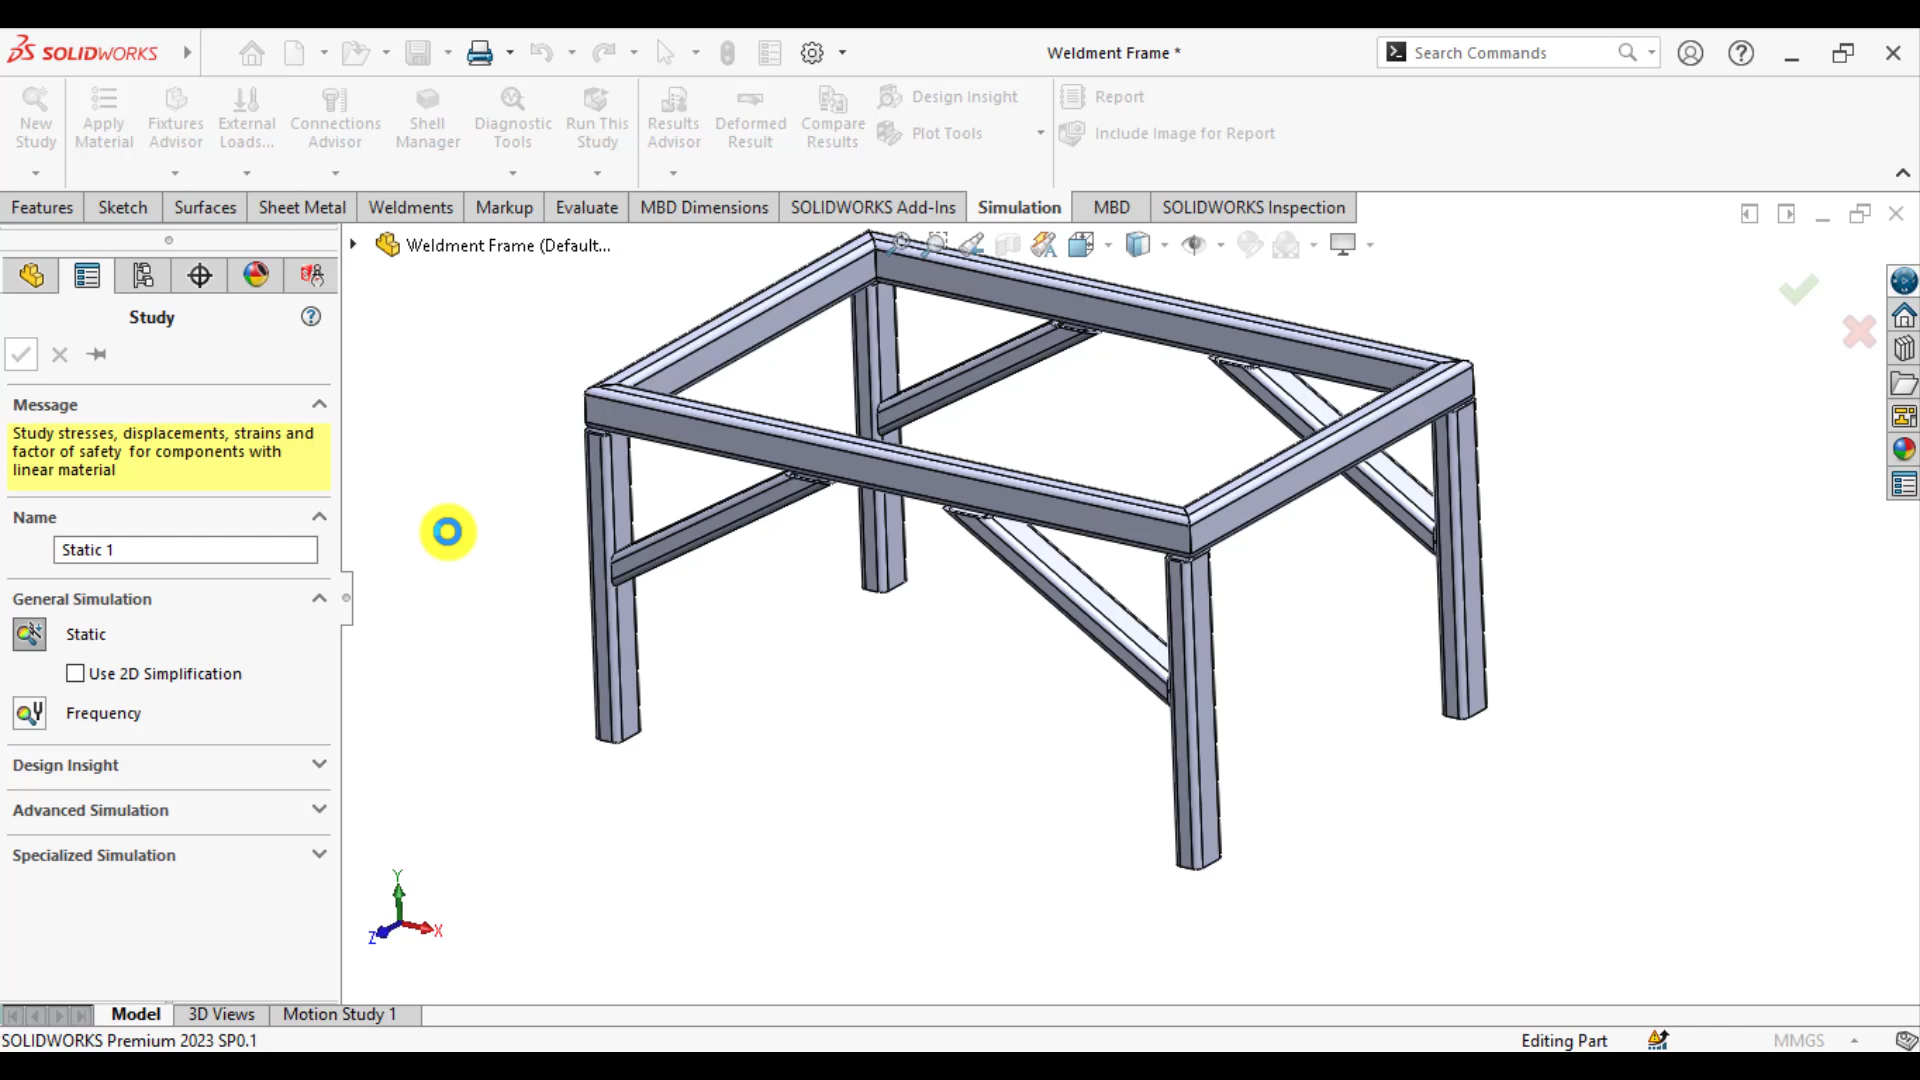 SOLIDWORKS
Weldment Frame *
Search Commands
New Study
Apply Material
Fixtures Advisor
External Loads...
Connections Advisor
Shell Manager
Diagnostic Tools
Run This Study
Results Advisor
Deformed Result
Compare Results
Design Insight
Plot Tools
Report
Include Image for Report
Features
Sketch
Surfaces
Sheet Metal
Weldments
Markup
Evaluate
MBD Dimensions
SOLIDWORKS Add-Ins
Simulation
MBD
SOLIDWORKS Inspection
Weldment Frame (Default...
Study
Message
Study stresses, displacements, strains and
factor of safety for components with
linear material
Name
Static 1
General Simulation
Static
Use 2D Simplification
Frequency
Design Insight
Advanced Simulation
Specialized Simulation
Y
Z
X
Model
3D Views
Motion Study 1
SOLIDWORKS Premium 2023 SP0.1
Editing Part
MMGS